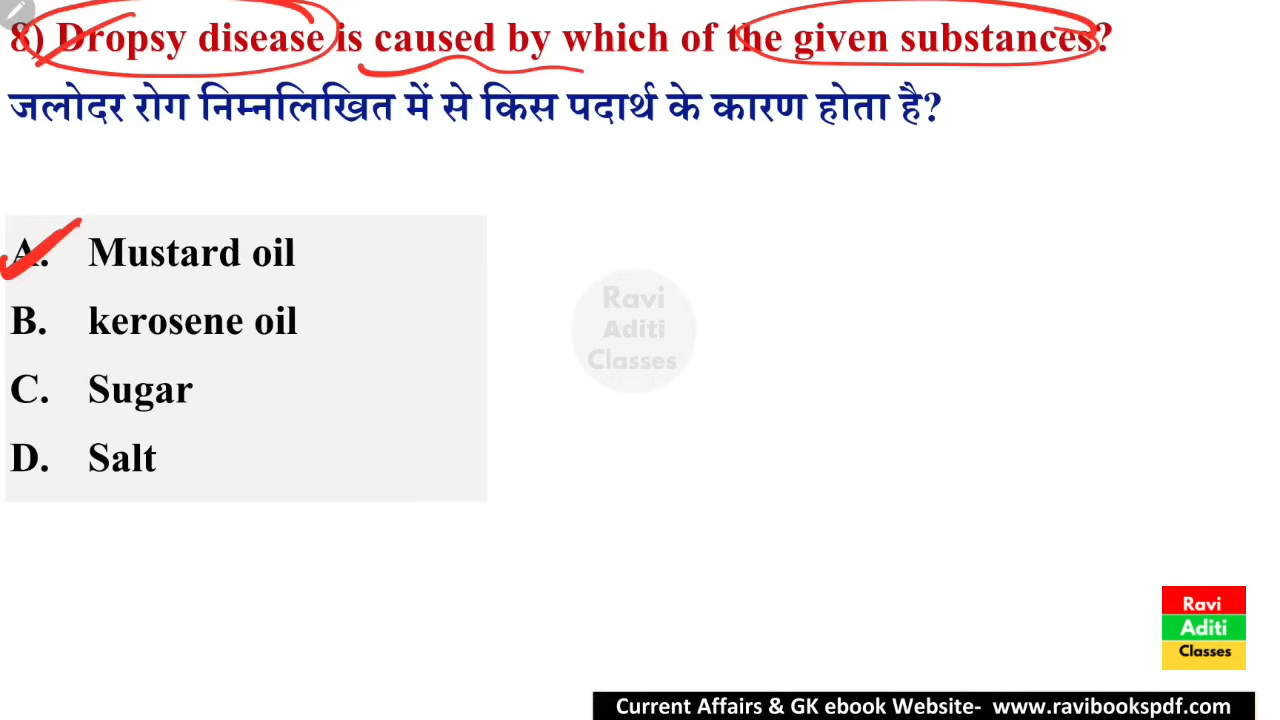 8) Dropsy disease is caused by which of the given substances?
जलोदर रोग निम्नलिखित में से किस पदार्थ के कारण होता है?
A. Mustard oil
B. kerosene oil
C. Sugar
D. Salt
Ravi
Aditi
Classes
Ravi
Aditi
Classes
Current Affairs & GK ebook Website- www.ravibookspdf.com